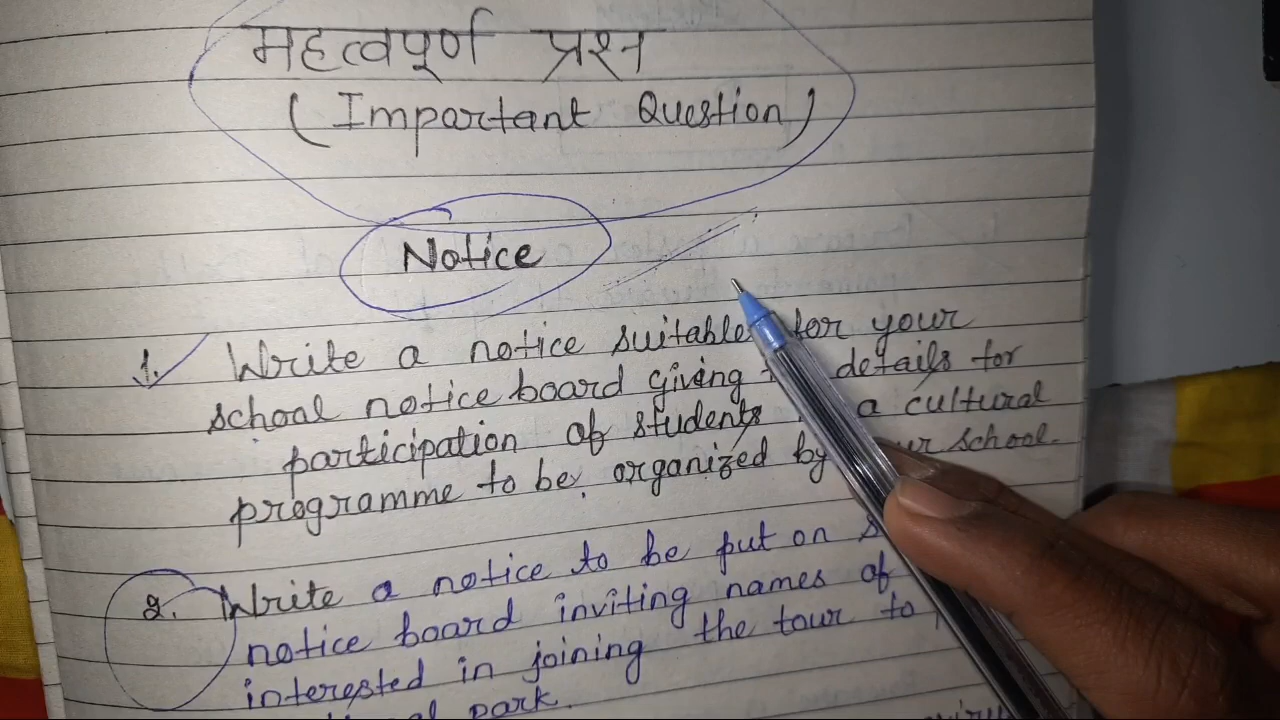 महत्वपूर्ण प्रश्न
(Important Question)
Notice
1. Write a notice suitable for your
school notice board giving details for
participation of students a cultural
programme to be organized by school.
2. Write a notice to be put on
notice board inviting names of
interested in joining the tour to
park.